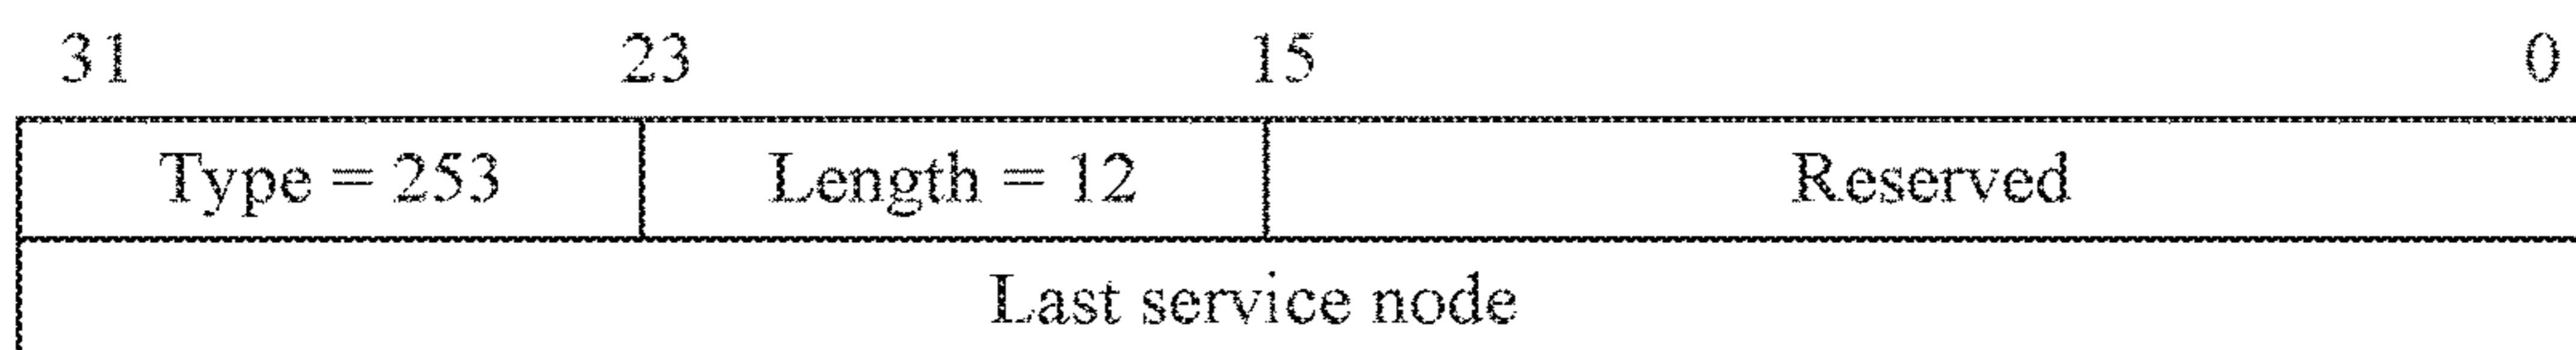 31 23 15 0
Type = 253 Length = 12 Reserved
Last service node